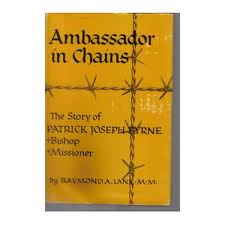 Ambassador
in Chains
The Story of
PATRICK JOSEPH BYRNE
Bishop
Missioner
by RAYMOND A. LANE, M·M·